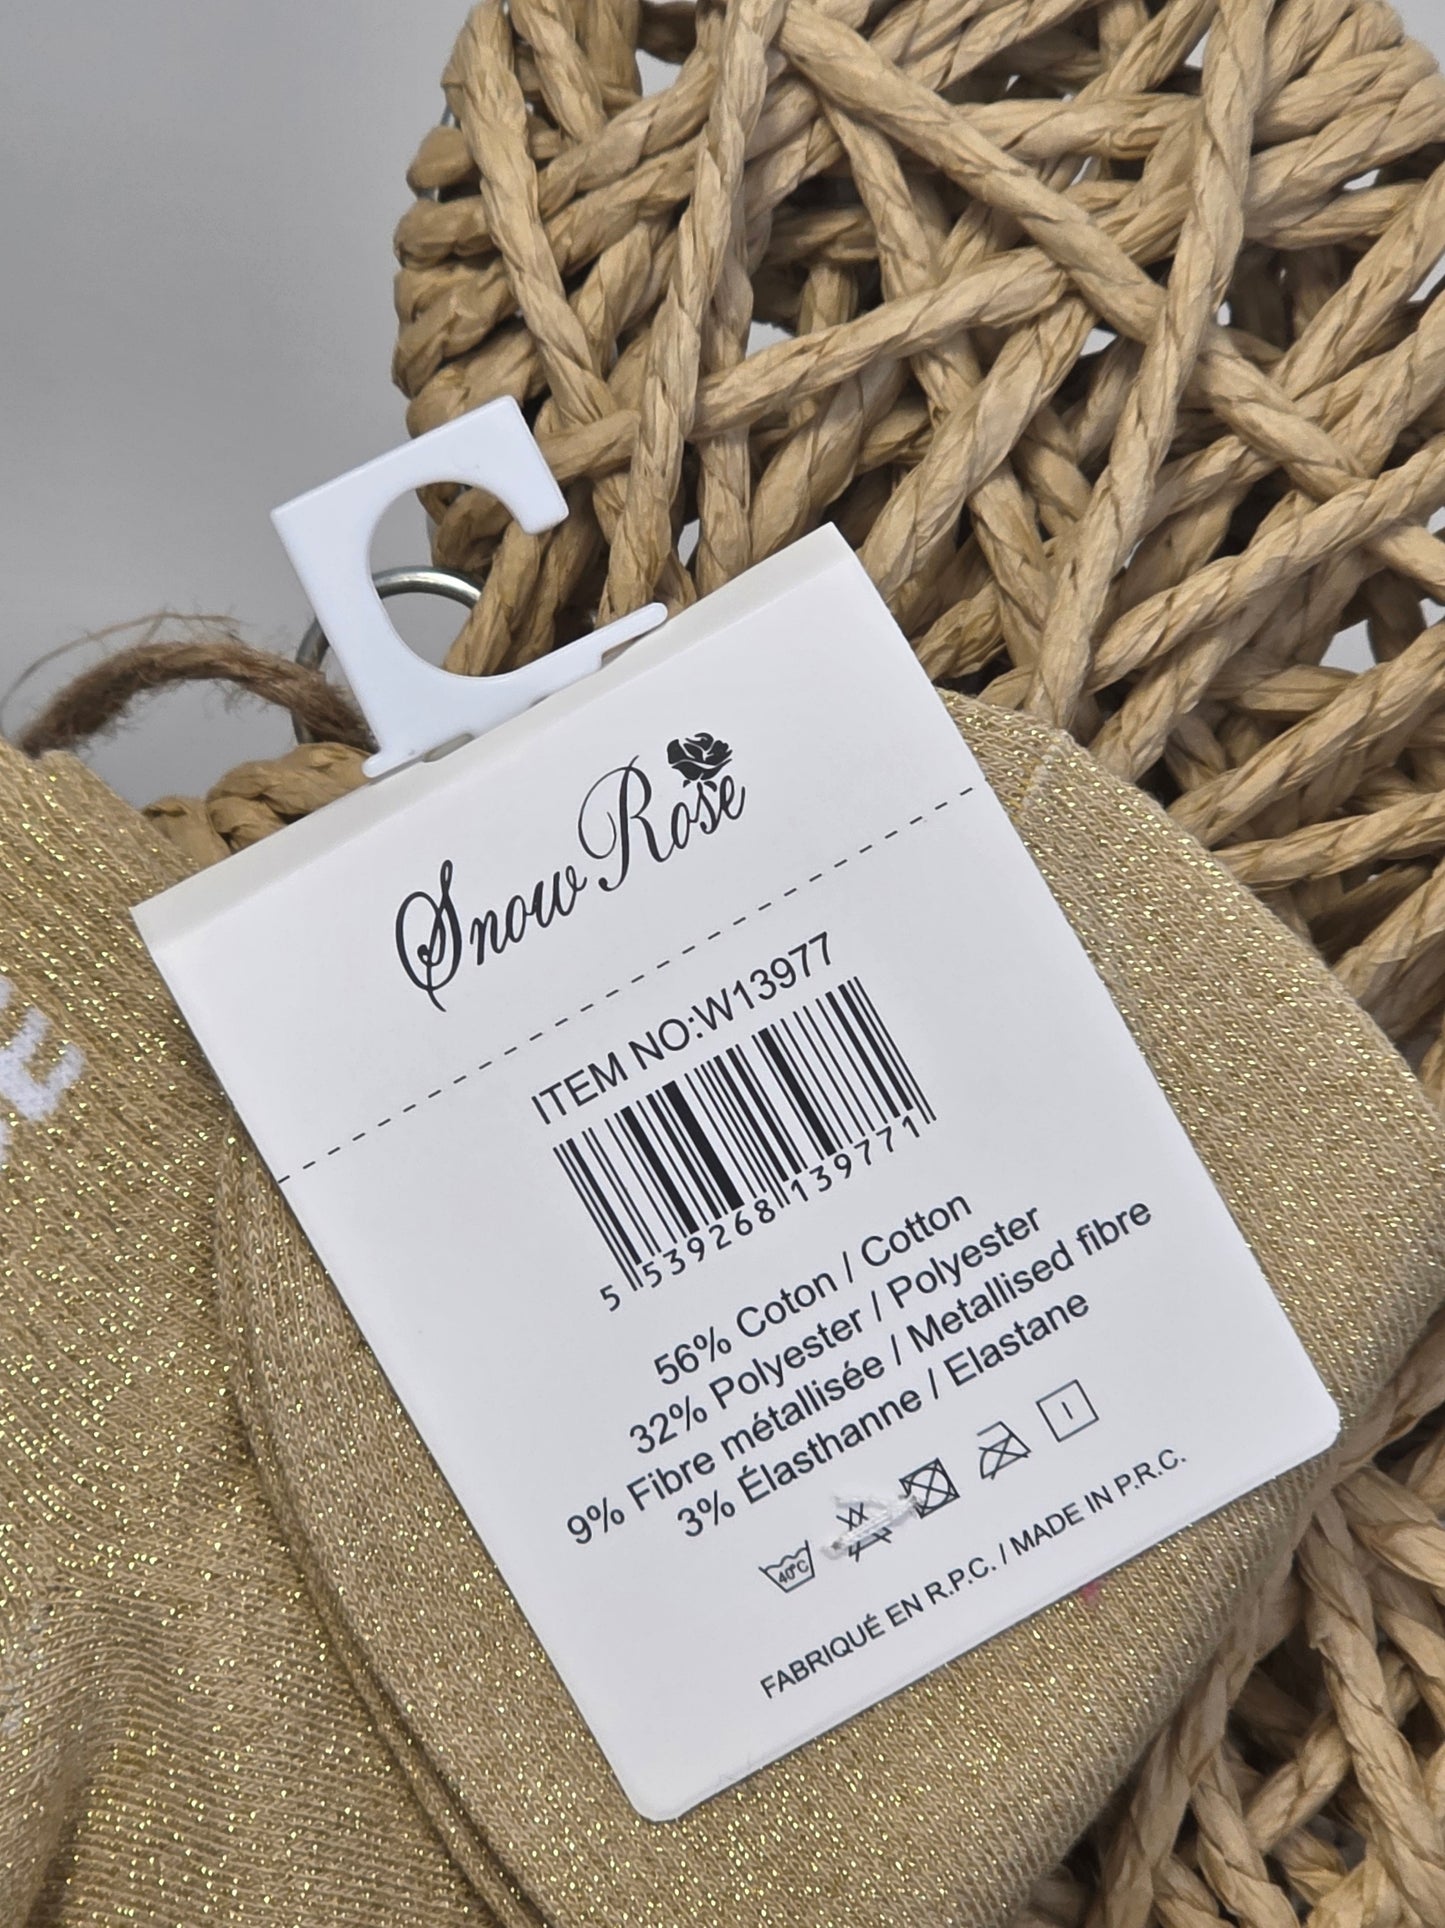 Snow Rose
ITEM NO:W13977
5 539268 139771
56% Coton / Cotton
32% Polyester / Polyester
9% Fibre métallisée / Metallised fibre
3% Élasthanne / Elastane
40°C
FABRIQUÉ EN R.P.C. / MADE IN P.R.C.